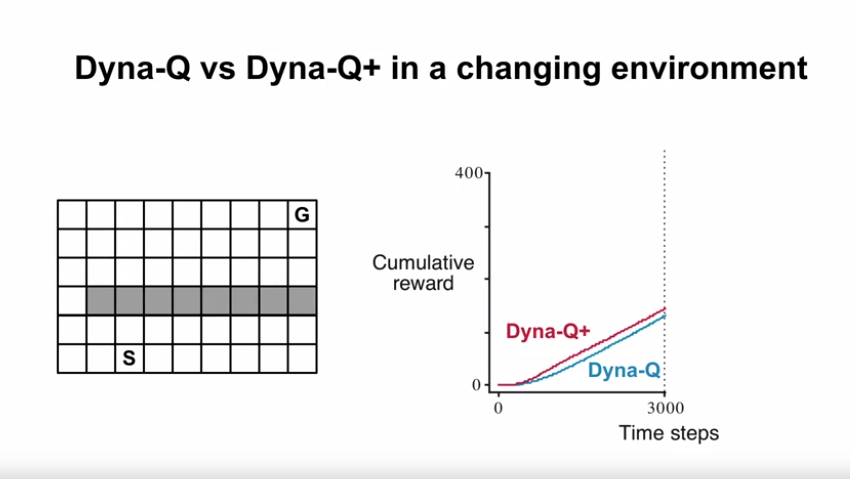 Dyna-Q vs Dyna-Q+ in a changing environment
G
S
400
Cumulative
reward
Dyna-Q+
Dyna-Q
0
0
3000
Time steps